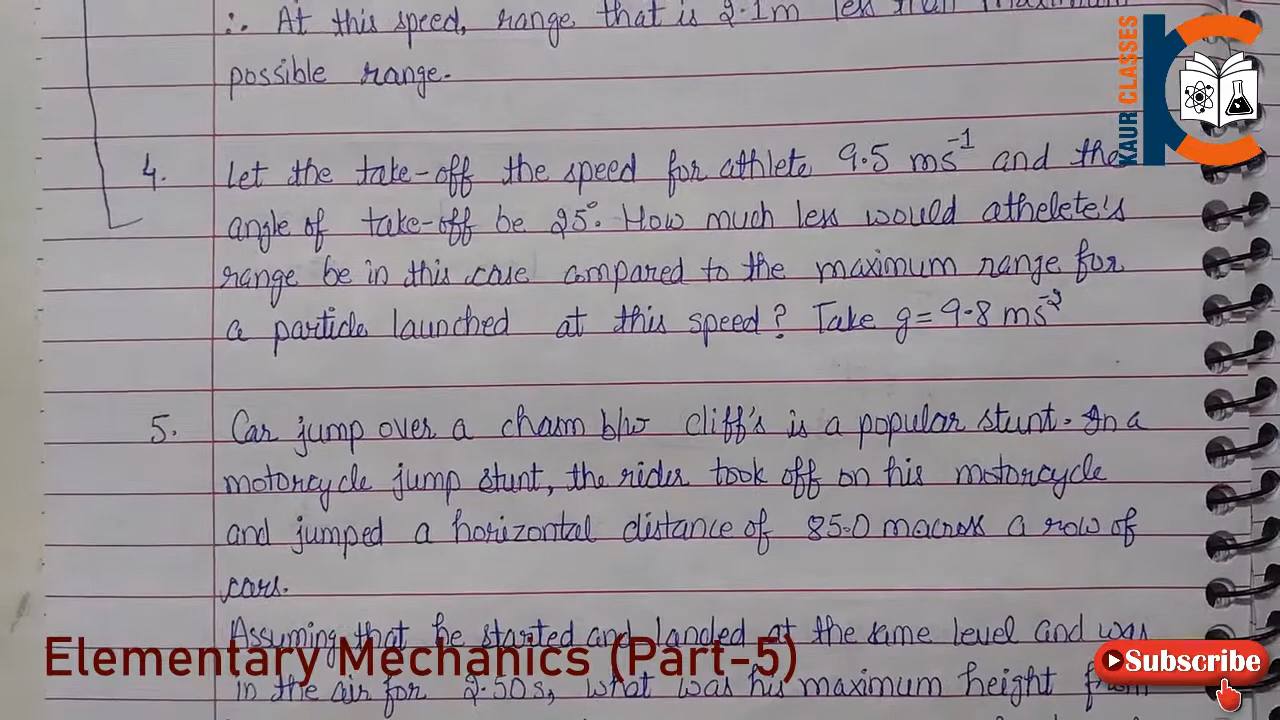 ∴ At this speed, range that is 2.1m less than maximum
possible range.
4. Let the take-off the speed for athlete 9.5 ms⁻¹ and the
angle of take-off be 25°. How much less would athelete's
range be in this case compared to the maximum range for
a particle launched at this speed? Take g = 9.8 ms⁻²
5. Car jump over a chasm b/w cliff's is a popular stunt. In a
motorcycle jump stunt, the rider took off on his motorcycle
and jumped a horizontal distance of 85.0 m across a row of
cars.
Assuming that he started and landed at the same level and was
in the air for 2.50s, what was his maximum height from
KAUR CLASSES
Elementary Mechanics (Part-5)
Subscribe